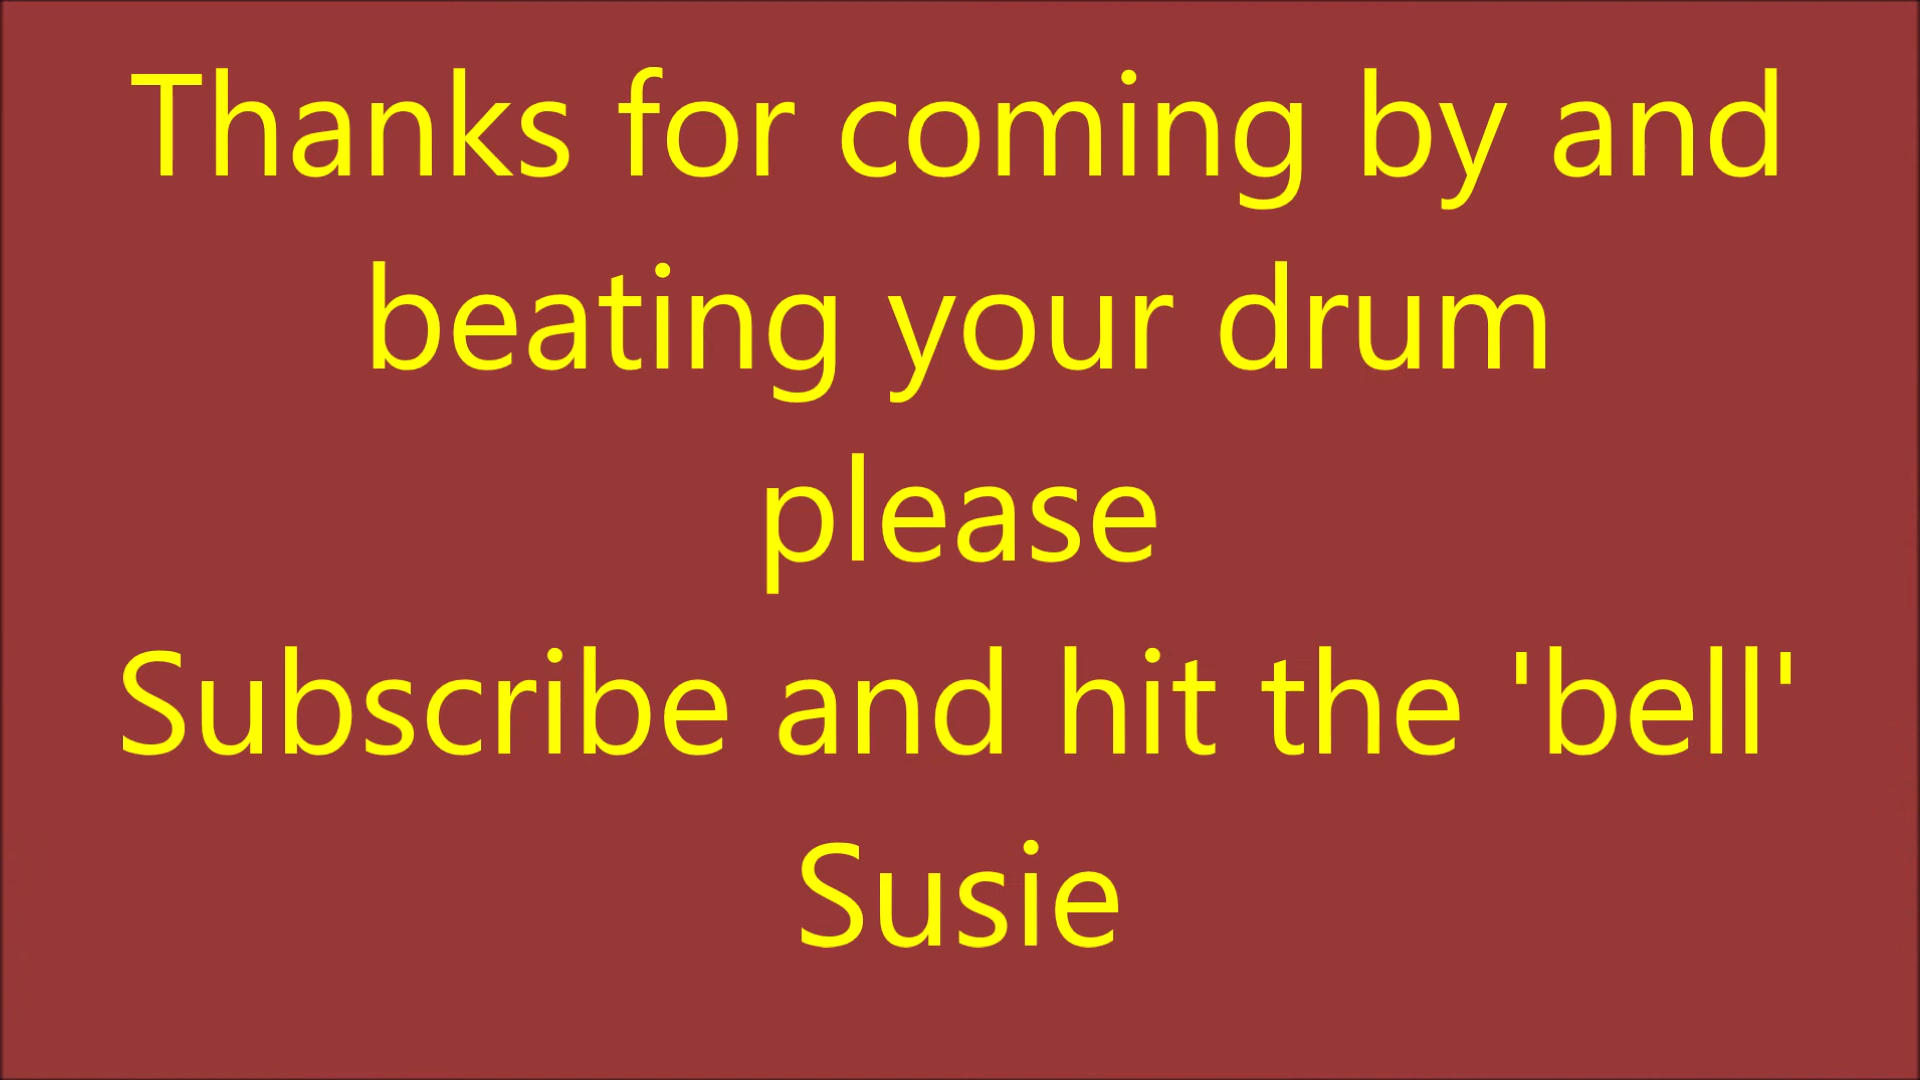 Thanks for coming by and
beating your drum
please
Subscribe and hit the 'bell'
Susie